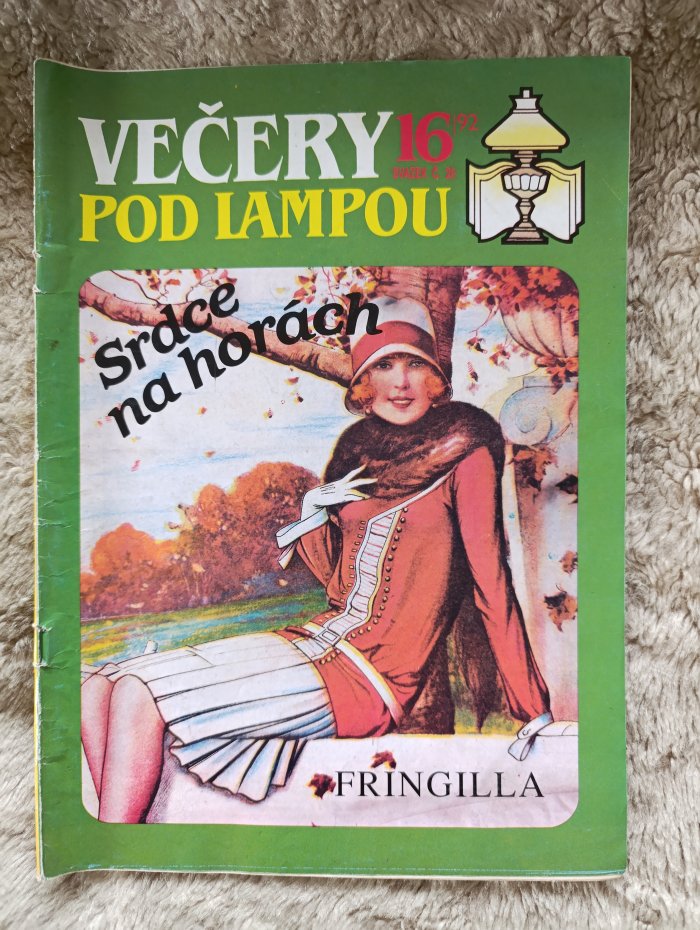 VEČERY
16/92
POD LAMPOU
Srdce
na horách
FRINGILLA